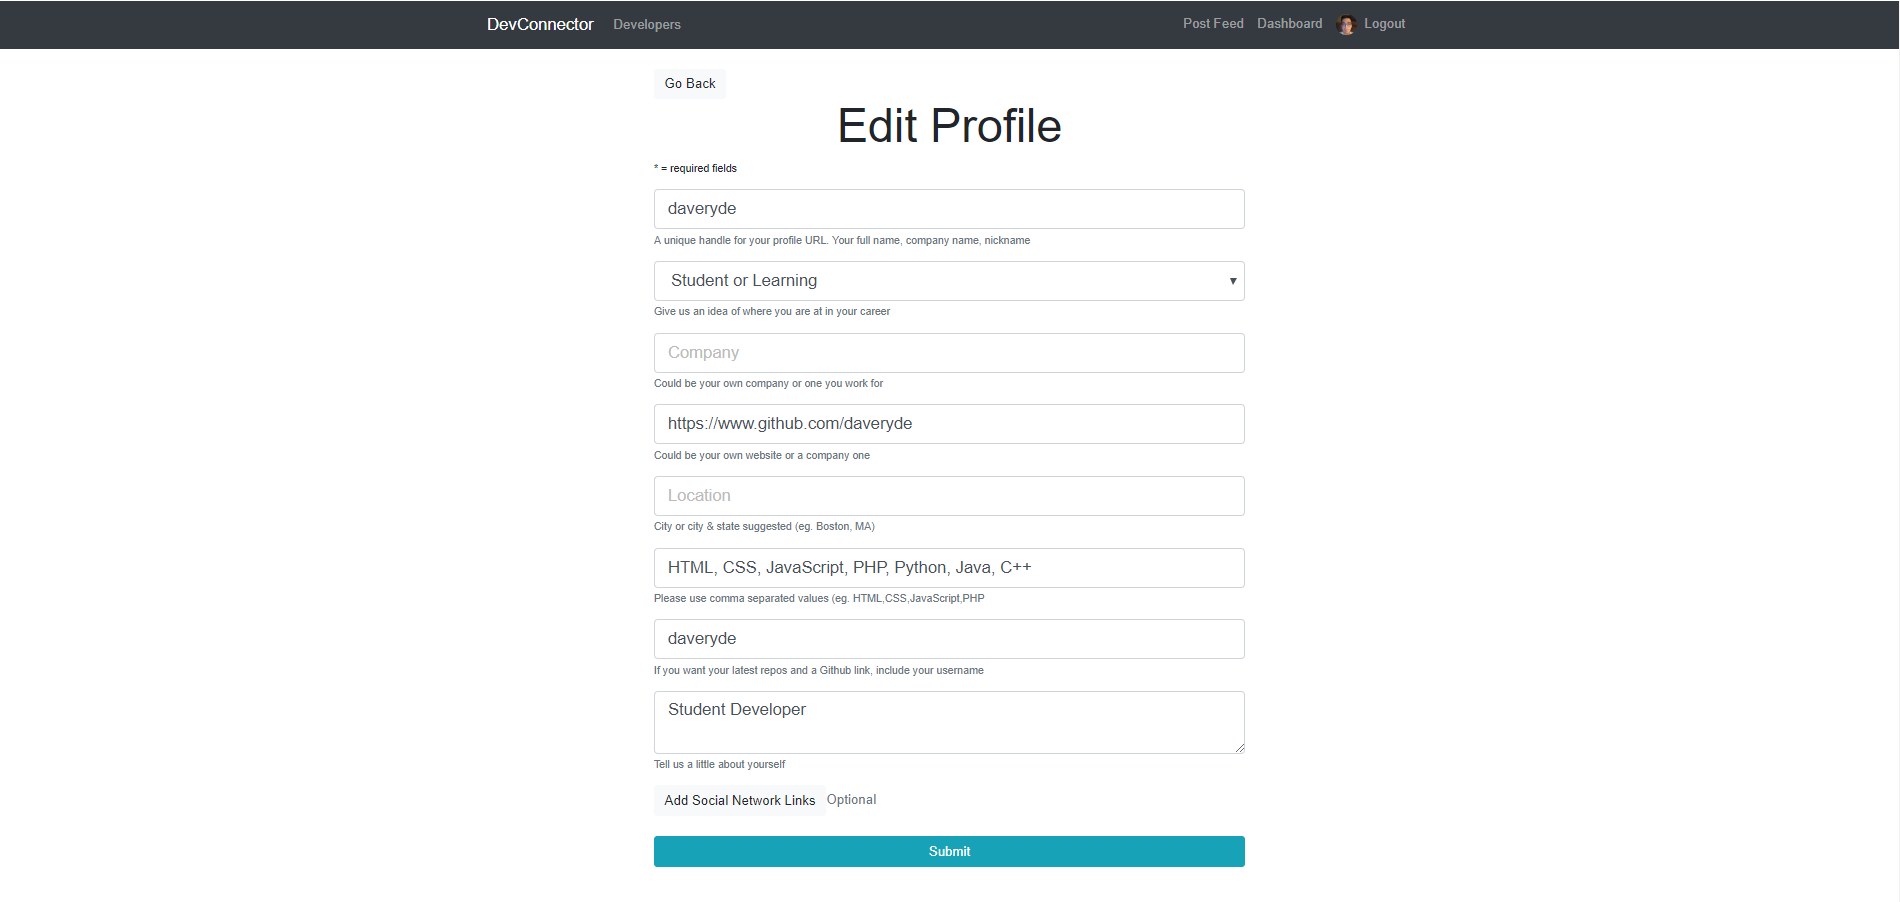 DevConnector Developers Post Feed Dashboard Logout
Go Back
Edit Profile
* = required fields
daveryde
A unique handle for your profile URL. Your full name, company name, nickname
Student or Learning
Give us an idea of where you are at in your career
Company
Could be your own company or one you work for
https://www.github.com/daveryde
Could be your own website or a company one
Location
City or city & state suggested (eg. Boston, MA)
HTML, CSS, JavaScript, PHP, Python, Java, C++
Please use comma separated values (eg. HTML,CSS,JavaScript,PHP
daveryde
If you want your latest repos and a Github link, include your username
Student Developer
Tell us a little about yourself
Add Social Network Links Optional
Submit